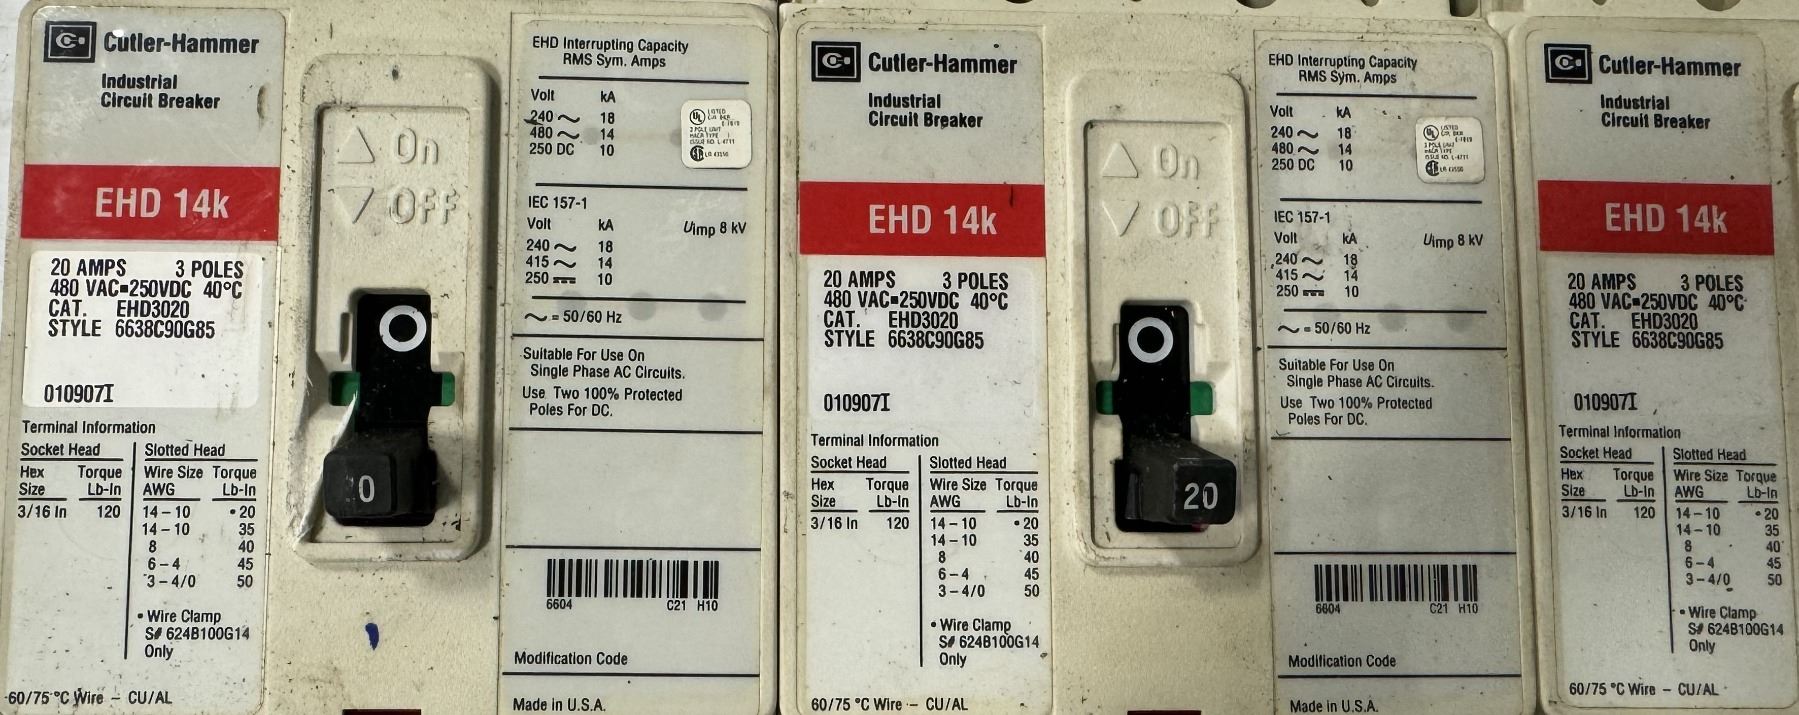 Cutler-Hammer
Industrial
Circuit Breaker
EHD 14k
20 AMPS 3 POLES
480 VAC▪250VDC 40°C
CAT. EHD3020
STYLE 6638C90G85
010907I
Terminal Information
Socket Head Slotted Head
Hex Torque Wire Size Torque
Size Lb-In AWG Lb-In
3/16 In 120 14–10 •20
14–10 35
8 40
6–4 45
3–4/0 50
• Wire Clamp
S# 624B100G14
Only
60/75 °C Wire – CU/AL
On
OFF
0
EHD Interrupting Capacity
RMS Sym. Amps
Volt kA
240 ~ 18
480 ~ 14
250 DC 10
UL LISTED
IEC 157-1
Volt kA Uimp 8 kV
240 ~ 18
415 ~ 14
250 ⎓ 10
~ = 50/60 Hz
Suitable For Use On
Single Phase AC Circuits.
Use Two 100% Protected
Poles For DC.
6604 C21 H10
Modification Code
Made in U.S.A.
Cutler-Hammer
Industrial
Circuit Breaker
EHD 14k
20 AMPS 3 POLES
480 VAC▪250VDC 40°C
CAT. EHD3020
STYLE 6638C90G85
010907I
Terminal Information
Socket Head Slotted Head
Hex Torque Wire Size Torque
Size Lb-In AWG Lb-In
3/16 In 120 14–10 •20
14–10 35
8 40
6–4 45
3–4/0 50
• Wire Clamp
S# 624B100G14
Only
60/75 °C Wire – CU/AL
On
OFF
20
EHD Interrupting Capacity
RMS Sym. Amps
Volt kA
240 ~ 18
480 ~ 14
250 DC 10
UL LISTED
IEC 157-1
Volt kA Uimp 8 kV
240 ~ 18
415 ~ 14
250 ⎓ 10
~ = 50/60 Hz
Suitable For Use On
Single Phase AC Circuits.
Use Two 100% Protected
Poles For DC.
6604 C21 H10
Modification Code
Made in U.S.A.
Cutler-Hammer
Industrial
Circuit Breaker
EHD 14k
20 AMPS 3 POLES
480 VAC▪250VDC 40°C
CAT. EHD3020
STYLE 6638C90G85
010907I
Terminal Information
Socket Head Slotted Head
Hex Torque Wire Size Torque
Size Lb-In AWG Lb-In
3/16 In 120 14–10 •20
14–10 35
8 40
6–4 45
3–4/0 50
• Wire Clamp
S# 624B100G14
Only
60/75 °C Wire – CU/AL